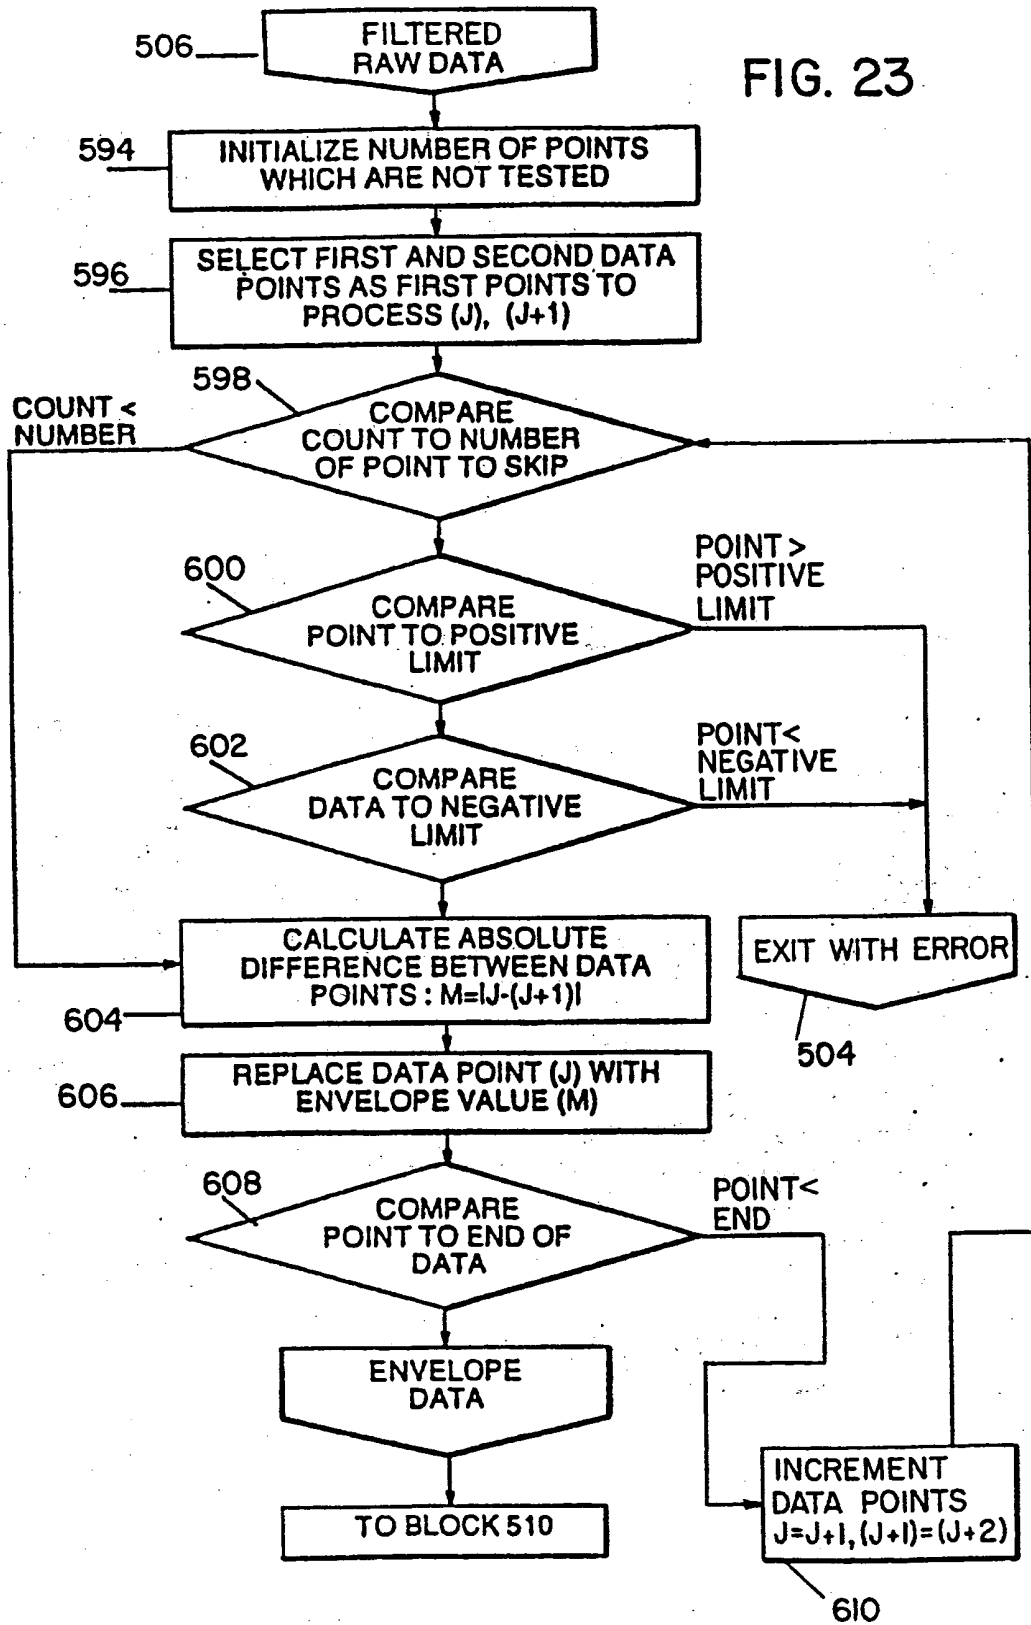 506
FILTERED
RAW DATA
FIG. 23
594
INITIALIZE NUMBER OF POINTS
WHICH ARE NOT TESTED
596
SELECT FIRST AND SECOND DATA
POINTS AS FIRST POINTS TO
PROCESS (J), (J+1)
598
COUNT <
NUMBER
COMPARE
COUNT TO NUMBER
OF POINT TO SKIP
600
COMPARE
POINT TO POSITIVE
LIMIT
POINT >
POSITIVE
LIMIT
602
COMPARE
DATA TO NEGATIVE
LIMIT
POINT<
NEGATIVE
LIMIT
604
CALCULATE ABSOLUTE
DIFFERENCE BETWEEN DATA
POINTS : M=|J-(J+1)|
EXIT WITH ERROR
504
606
REPLACE DATA POINT (J) WITH
ENVELOPE VALUE (M)
608
COMPARE
POINT TO END OF
DATA
POINT<
END
ENVELOPE
DATA
TO BLOCK 510
INCREMENT
DATA POINTS
J=J+1, (J+1)=(J+2)
610